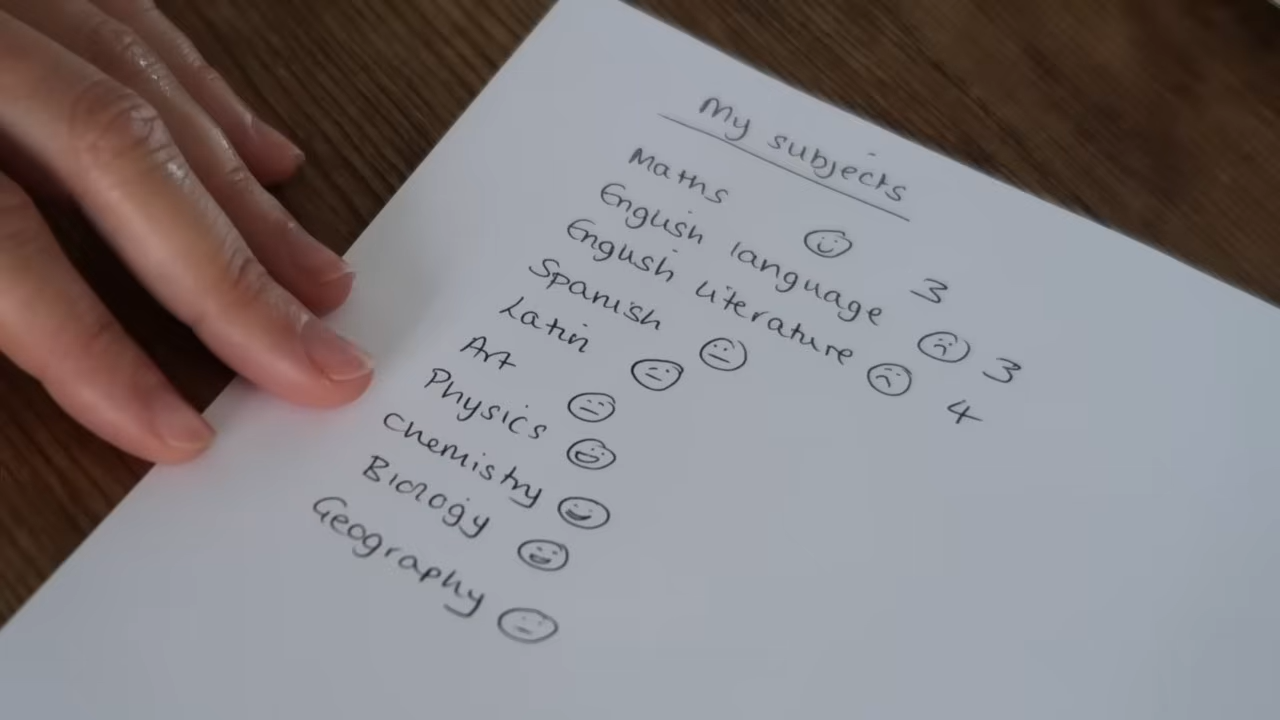 My subjects
Maths 3
English language 3
English literature 4
Spanish
Latin
Art
Physics
Chemistry
Biology
Geography